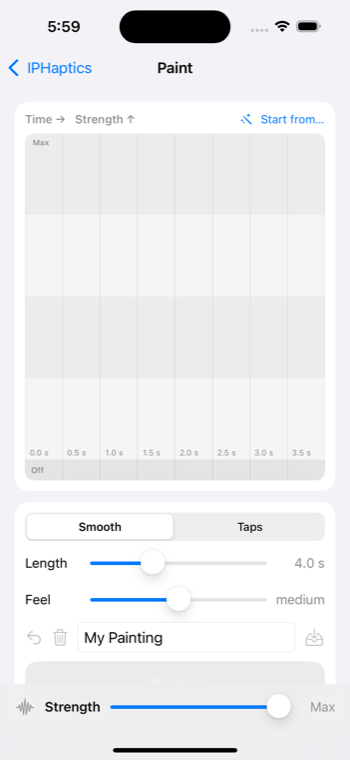 5:59
IPHaptics
Paint
Time → Strength ↑
Start from...
Max
0.0 s 0.5 s 1.0 s 1.5 s 2.0 s 2.5 s 3.0 s 3.5 s
Off
Smooth Taps
Length 4.0 s
Feel medium
My Painting
Strength Max